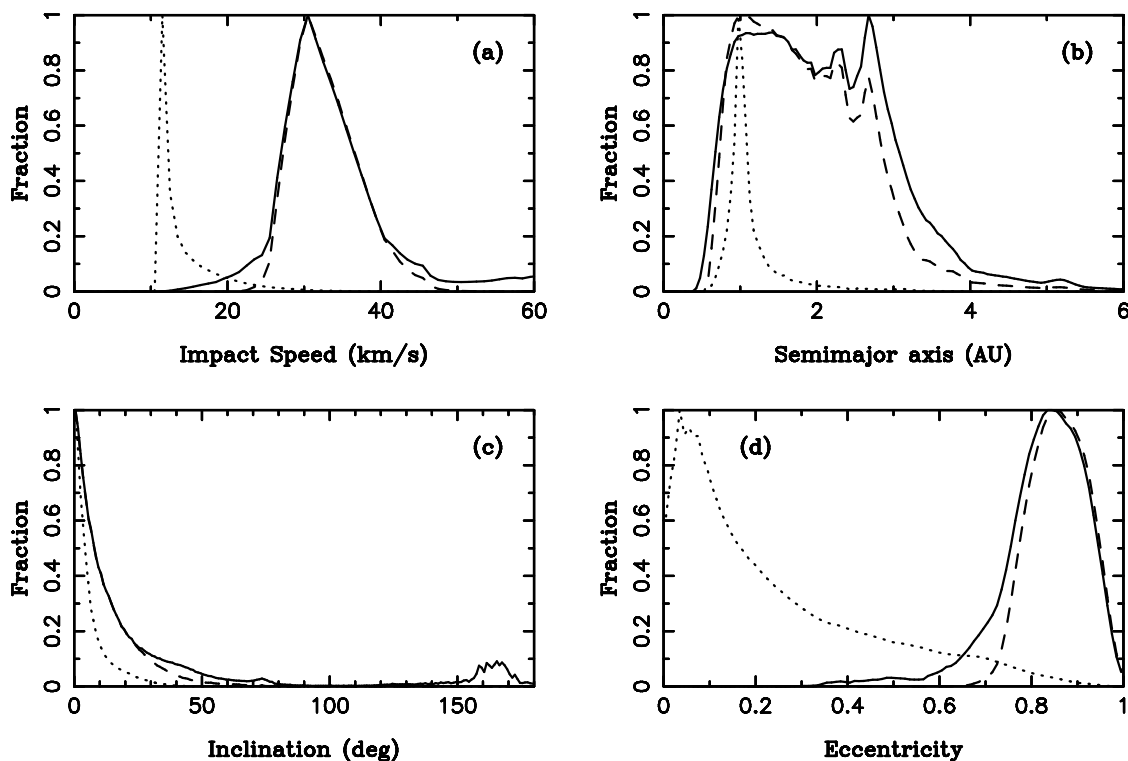 (a)
Fraction
0 0.2 0.4 0.6 0.8 1
0 20 40 60
Impact Speed (km/s)
(b)
Fraction
0 0.2 0.4 0.6 0.8 1
0 2 4 6
Semimajor axis (AU)
(c)
Fraction
0 0.2 0.4 0.6 0.8 1
0 50 100 150
Inclination (deg)
(d)
Fraction
0 0.2 0.4 0.6 0.8 1
0 0.2 0.4 0.6 0.8 1
Eccentricity